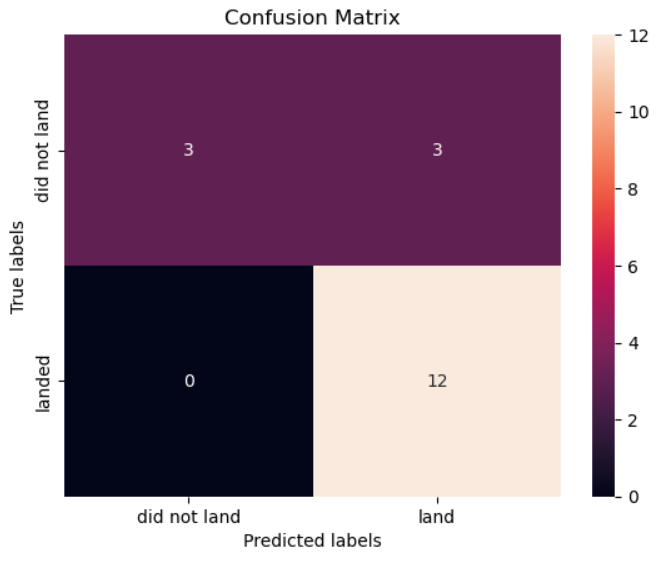 Confusion Matrix
True labels
did not land
landed
3
3
0
12
did not land
land
Predicted labels
12
10
8
6
4
2
0